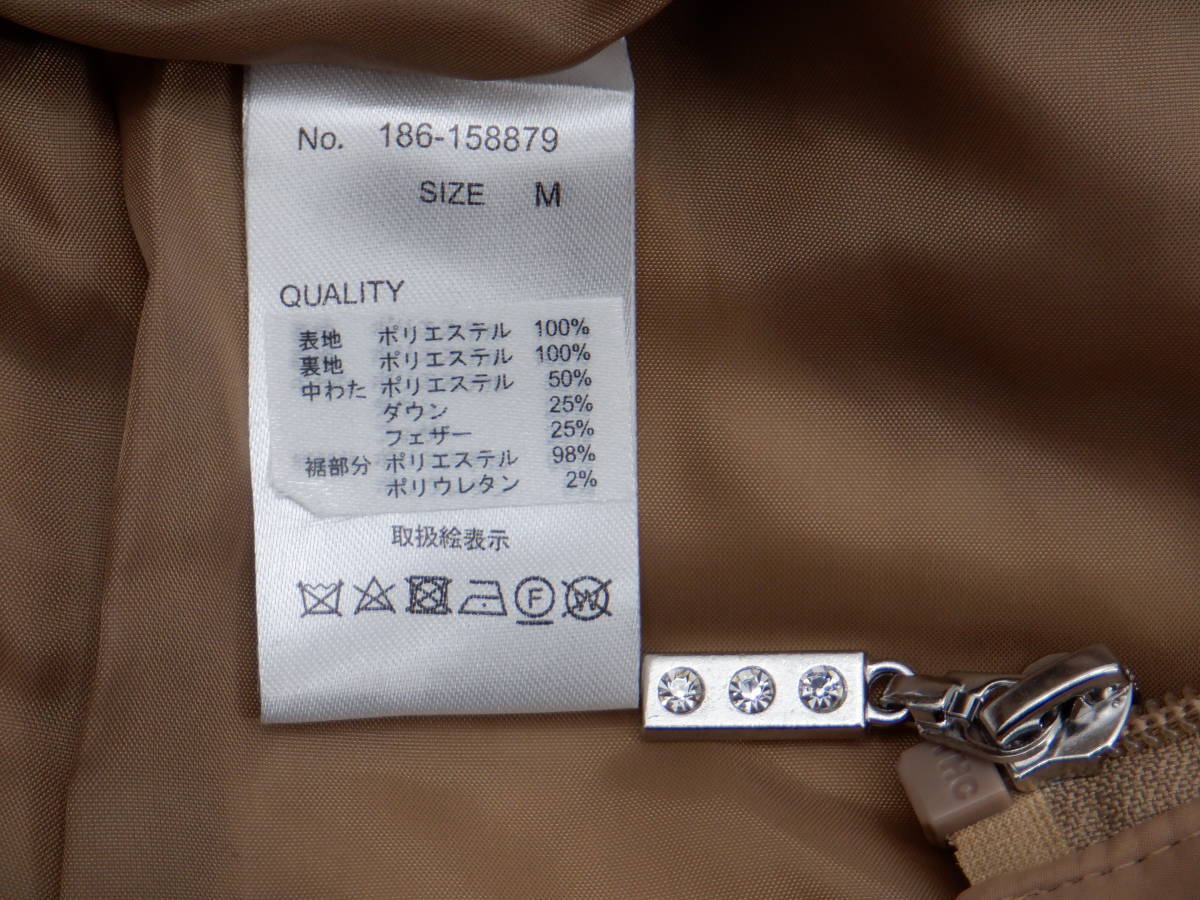 No. 186-158879
SIZE M
QUALITY
表地 ポリエステル 100%
裏地 ポリエステル 100%
中わた ポリエステル 50%
ダウン 25%
フェザー 25%
裾部分 ポリエステル 98%
ポリウレタン 2%
取扱絵表示
F W